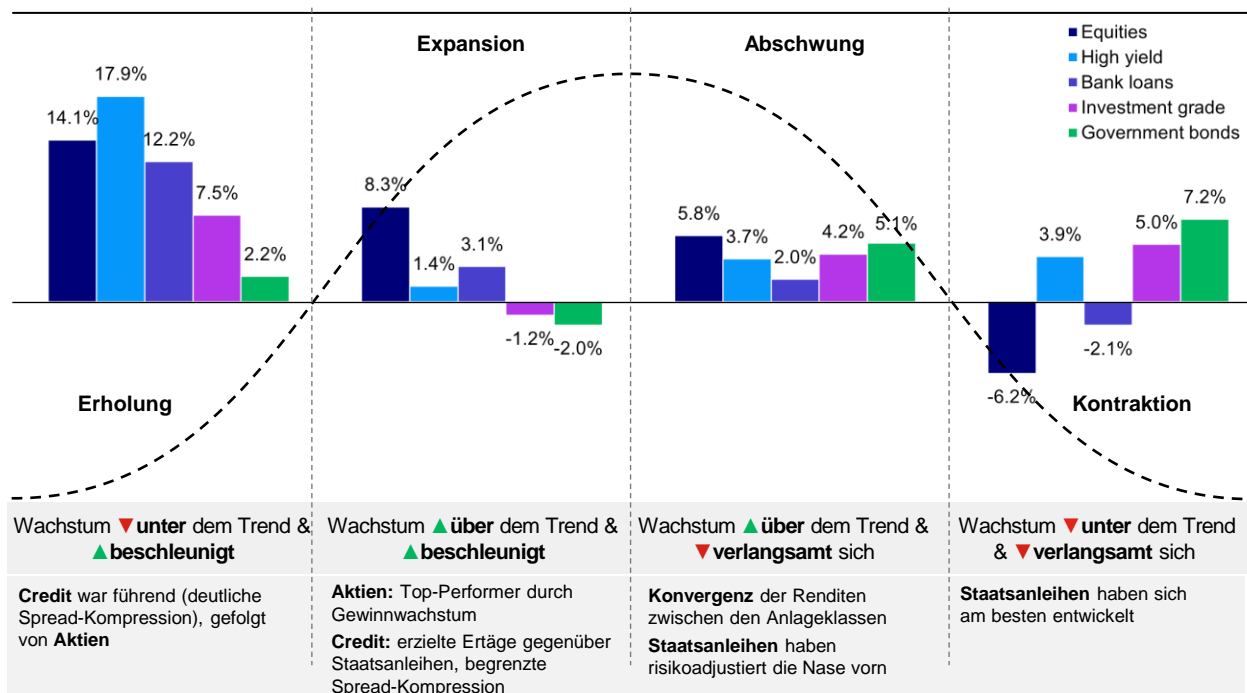 Expansion
Abschwung
Equities
High yield
Bank loans
Investment grade
Government bonds
14.1%
17.9%
12.2%
7.5%
2.2%
8.3%
1.4%
3.1%
-1.2%
-2.0%
5.8%
3.7%
2.0%
4.2%
5.1%
-6.2%
3.9%
-2.1%
5.0%
7.2%
Erholung
Kontraktion
Wachstum ▼unter dem Trend &
▲beschleunigt
Wachstum ▲über dem Trend &
▲beschleunigt
Wachstum ▲über dem Trend &
▼verlangsamt sich
Wachstum ▼unter dem Trend
& ▼verlangsamt sich
Credit war führend (deutliche
Spread-Kompression), gefolgt
von Aktien
Aktien: Top-Performer durch
Gewinnwachstum
Credit: erzielte Ertäge gegenüber
Staatsanleihen, begrenzte
Spread-Kompression
Konvergenz der Renditen
zwischen den Anlageklassen
Staatsanleihen haben
risikoadjustiert die Nase vorn
Staatsanleihen haben sich
am besten entwickelt